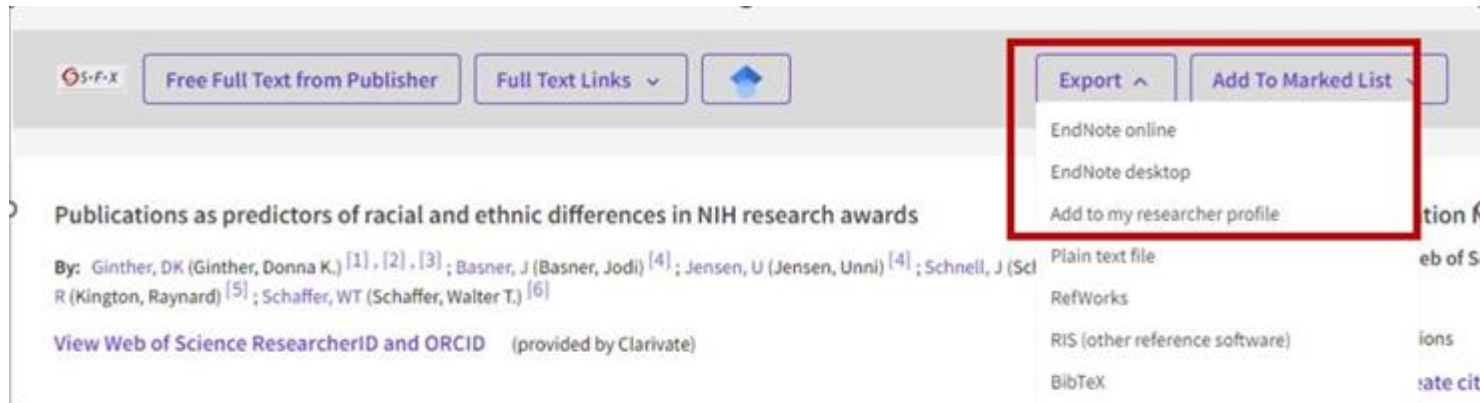 S·F·X Free Full Text from Publisher Full Text Links Export Add To Marked List
EndNote online
EndNote desktop
Add to my researcher profile
Plain text file
RefWorks
RIS (other reference software)
BibTeX
Publications as predictors of racial and ethnic differences in NIH research awards
By: Ginther, DK (Ginther, Donna K.) [1] , [2] , [3] ; Basner, J (Basner, Jodi) [4] ; Jensen, U (Jensen, Unni) [4] ; Schnell, J
R (Kington, Raynard) [5] ; Schaffer, WT (Schaffer, Walter T.) [6]
View Web of Science ResearcherID and ORCID (provided by Clarivate)